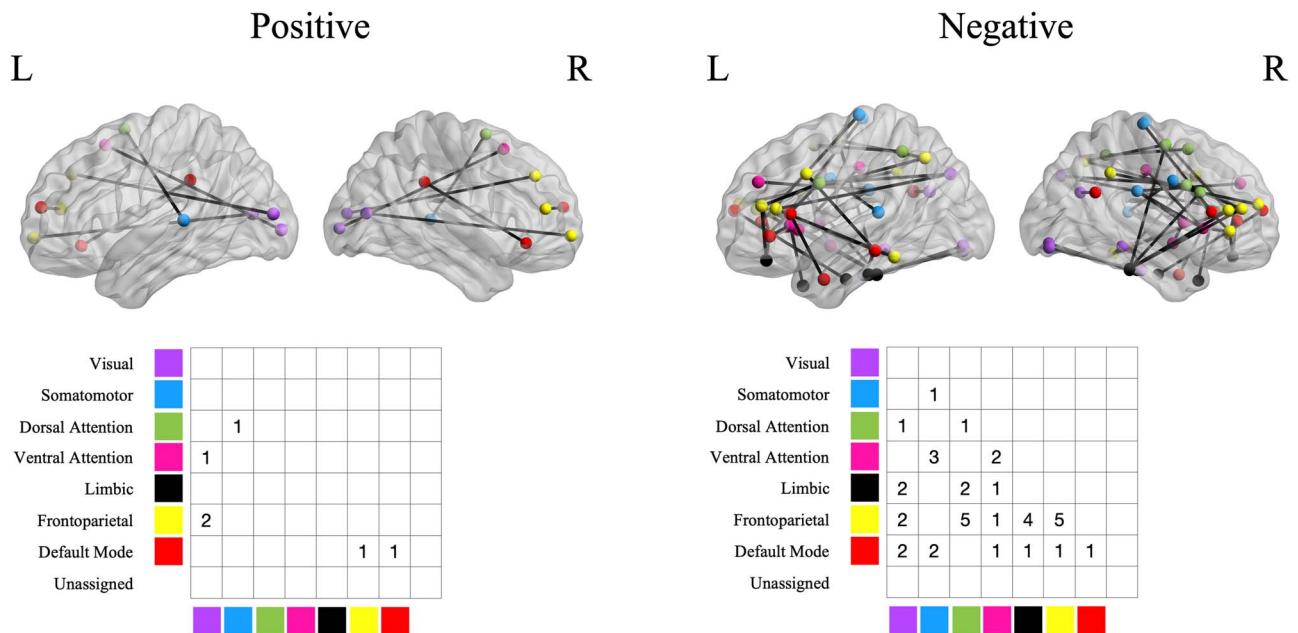 Positive
L
R
Visual
Somatomotor
Dorsal Attention 1
Ventral Attention 1
Limbic
Frontoparietal 2
Default Mode 1 1
Unassigned
Negative
L
R
Visual
Somatomotor 1
Dorsal Attention 1 1
Ventral Attention 3 2
Limbic 2 2 1
Frontoparietal 2 5 1 4 5
Default Mode 2 2 1 1 1 1
Unassigned